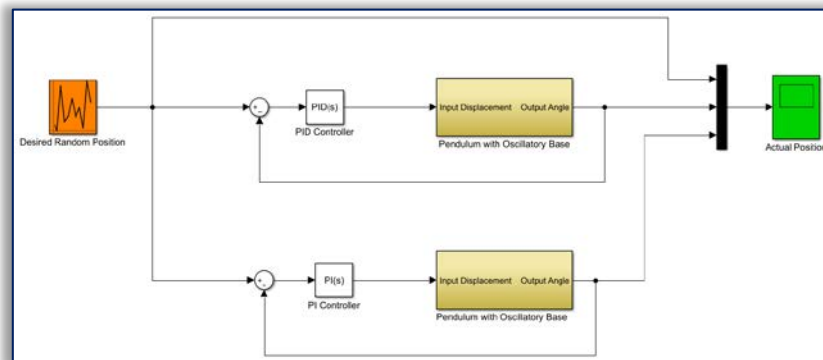 Desired Random Position
PID(s)
PID Controller
Input Displacement Output Angle
Pendulum with Oscillatory Base
Actual Position
PI(s)
PI Controller
Input Displacement Output Angle
Pendulum with Oscillatory Base